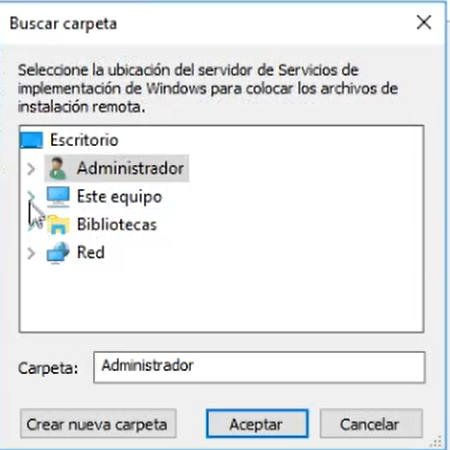 Buscar carpeta
Seleccione la ubicación del servidor de Servicios de
implementación de Windows para colocar los archivos de
instalación remota.
Escritorio
Administrador
Este equipo
Bibliotecas
Red
Carpeta: Administrador
Crear nueva carpeta Aceptar Cancelar